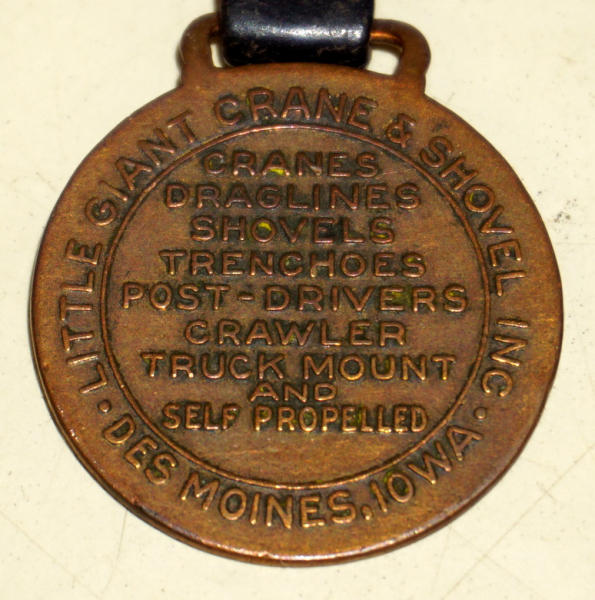 LITTLE GIANT CRANE & SHOVEL INC.
CRANES
DRAGLINES
SHOVELS
TRENCHOES
POST-DRIVERS
CRAWLER
TRUCK MOUNT
AND
SELF PROPELLED
· DES MOINES, IOWA ·